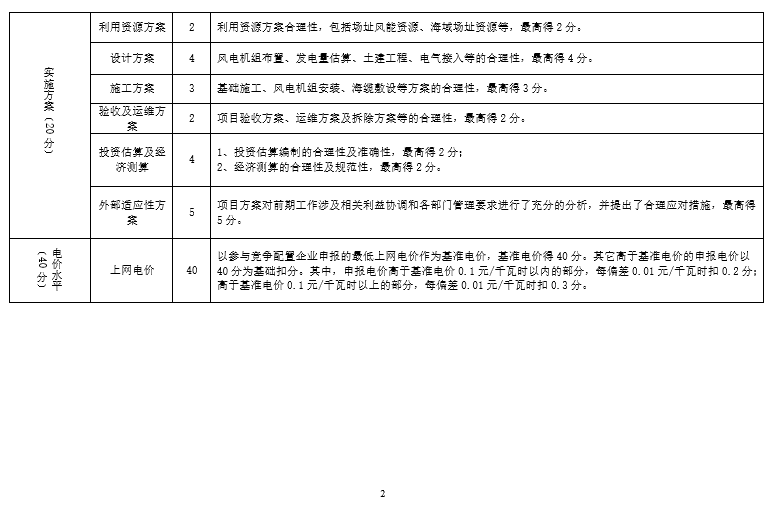 实施方案（20分）
利用资源方案 2 利用资源方案合理性，包括场址风能资源、海域场址资源等，最高得2分。
设计方案 4 风电机组布置、发电量估算、土建工程、电气接入等的合理性，最高得4分。
施工方案 3 基础施工、风电机组安装、海缆敷设等方案的合理性，最高得3分。
验收及运维方
案 2 项目验收方案、运维方案及拆除方案等的合理性，最高得2分。
投资估算及经
济测算 4 1、投资估算编制的合理性及准确性，最高得2分；
2、经济测算的合理性及规范性，最高得2分。
外部适应性方
案 5 项目方案对前期工作涉及相关利益协调和各部门管理要求进行了充分的分析，并提出了合理应对措施，最高得
5分。
电价水平
（40分）
上网电价 40 以参与竞争配置企业申报的最低上网电价作为基准电价，基准电价得40分。其它高于基准电价的申报电价以
40分为基础扣分。其中，申报电价高于基准电价0.1元/千瓦时以内的部分，每偏差0.01元/千瓦时扣0.2分；
高于基准电价0.1元/千瓦时以上的部分，每偏差0.01元/千瓦时扣0.3分。
2